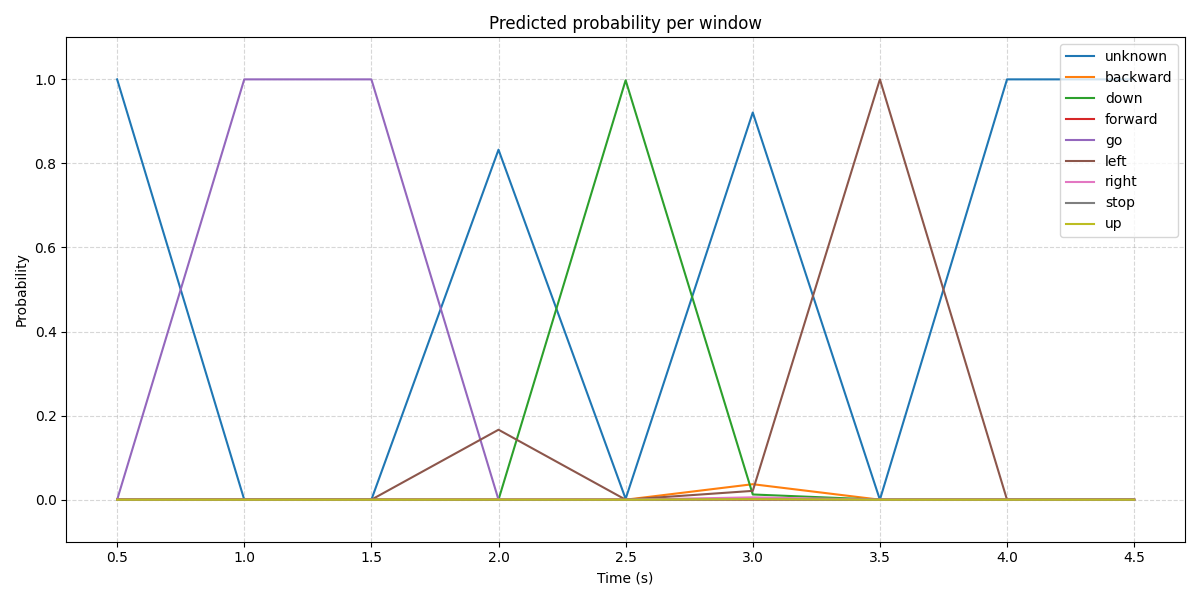 Predicted probability per window
1.0
0.8
0.6
0.4
0.2
0.0
Probability
unknown
backward
down
forward
go
left
right
stop
up
0.5 1.0 1.5 2.0 2.5 3.0 3.5 4.0 4.5
Time (s)